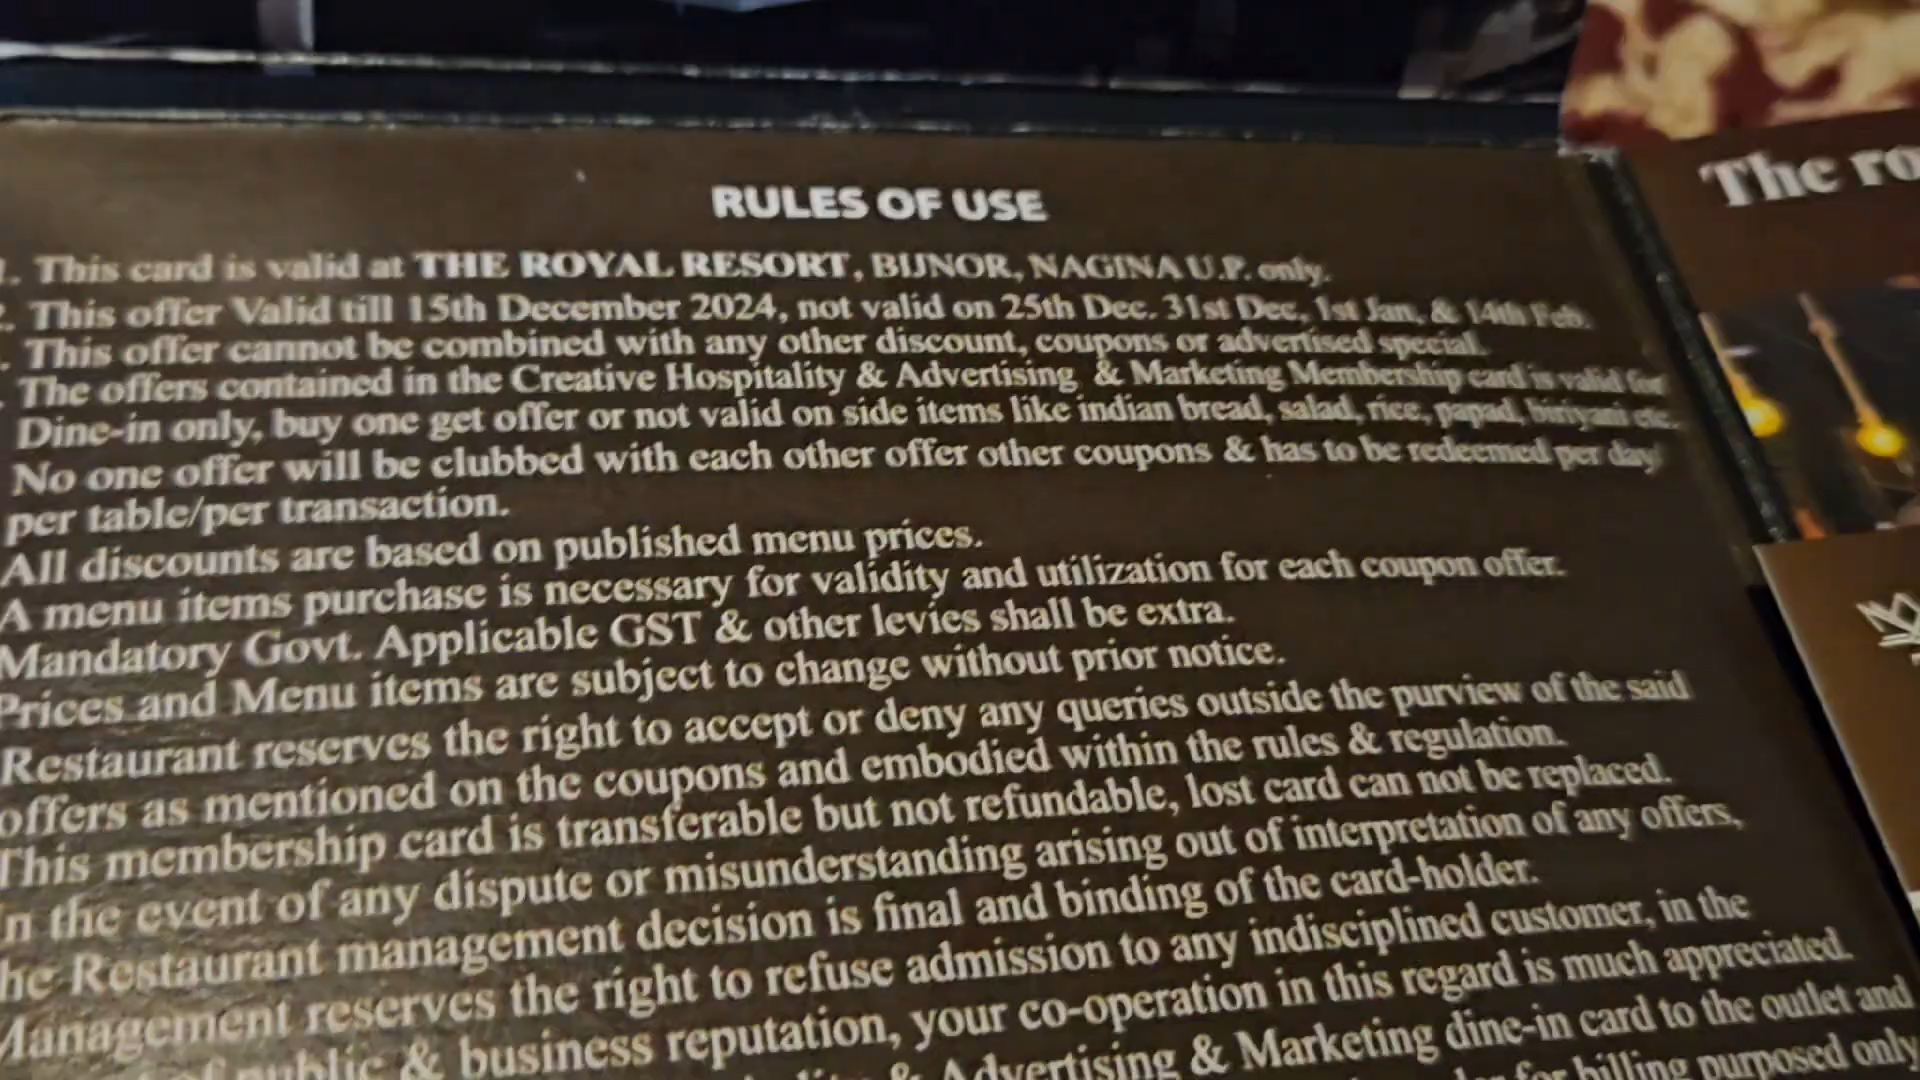 RULES OF USE
1. This card is valid at THE ROYAL RESORT, BIJNOR, NAGINA U.P. only.
This offer Valid till 15th December 2024, not valid on 25th Dec. 31st Dec, 1st Jan, & 14th Feb.
This offer cannot be combined with any other discount, coupons or advertised special.
The offers contained in the Creative Hospitality & Advertising & Marketing Membership card is valid for
Dine-in only, buy one get offer or not valid on side items like indian bread, salad, rice, papad, biriyani etc.
No one offer will be clubbed with each other offer other coupons & has to be redeemed per day/
per table/per transaction.
All discounts are based on published menu prices.
A menu items purchase is necessary for validity and utilization for each coupon offer.
Mandatory Govt. Applicable GST & other levies shall be extra.
Prices and Menu items are subject to change without prior notice.
Restaurant reserves the right to accept or deny any queries outside the purview of the said
offers as mentioned on the coupons and embodied within the rules & regulation.
This membership card is transferable but not refundable, lost card can not be replaced.
In the event of any dispute or misunderstanding arising out of interpretation of any offers,
the Restaurant management decision is final and binding of the card-holder.
Management reserves the right to refuse admission to any indisciplined customer, in the
of public & business reputation, your co-operation in this regard is much appreciated.
& Advertising & Marketing dine-in card to the outlet and
for billing purposed only
The